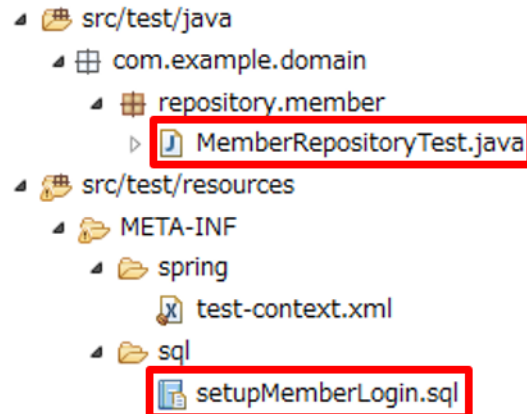 src/test/java
com.example.domain
repository.member
MemberRepositoryTest.java
src/test/resources
META-INF
spring
test-context.xml
sql
setupMemberLogin.sql